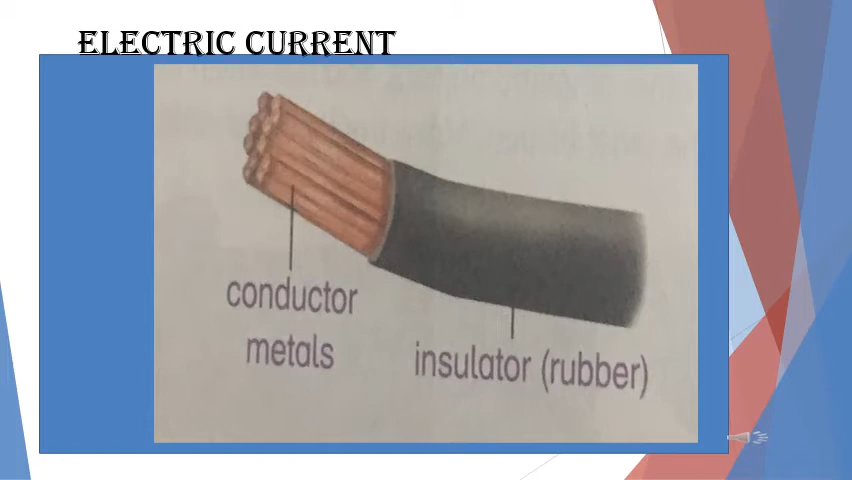 ELECTRIC CURRENT
conductor
metals
insulator (rubber)